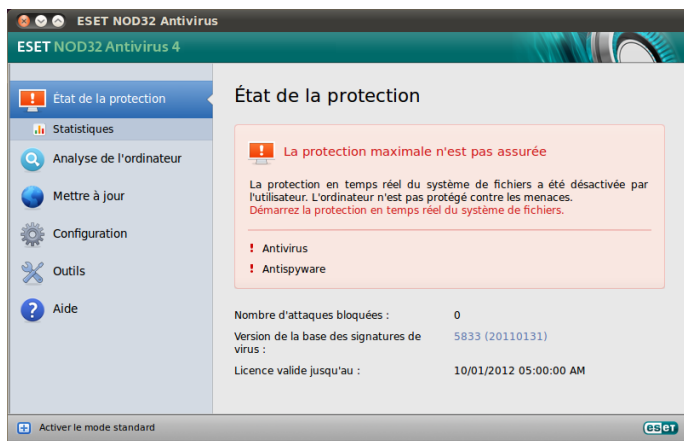 ESET NOD32 Antivirus
ESET NOD32 Antivirus 4
État de la protection
Statistiques
Analyse de l'ordinateur
Mettre à jour
Configuration
Outils
Aide
État de la protection
La protection maximale n'est pas assurée
La protection en temps réel du système de fichiers a été désactivée par
l'utilisateur. L'ordinateur n'est pas protégé contre les menaces.
Démarrez la protection en temps réel du système de fichiers.
! Antivirus
! Antispyware
Nombre d'attaques bloquées : 0
Version de la base des signatures de 5833 (20110131)
virus :
Licence valide jusqu'au : 10/01/2012 05:00:00 AM
Activer le mode standard
eset